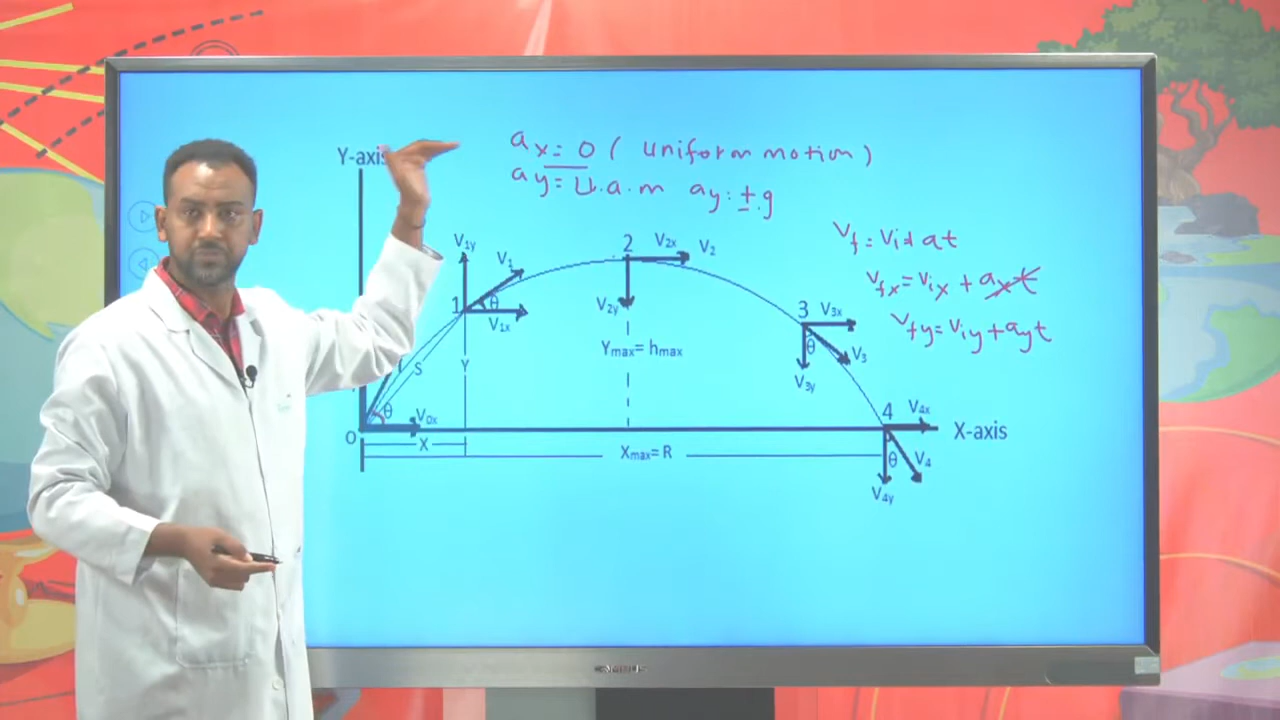 Y-axis
aₓ = 0 ( uniform motion )
ay = U.a.m ay: ± g
Vf = Vi + at
Vfx = Vix + axt
Vfy = Viy + ayt
V1y
V1
1
θ
V1x
2
V2x
V2
V2y
3
V3x
θ
V3
V3y
Ymax= hmax
S
Y
θ
V0x
O
X
Xmax= R
4
V4x
X-axis
θ
V4
V4y